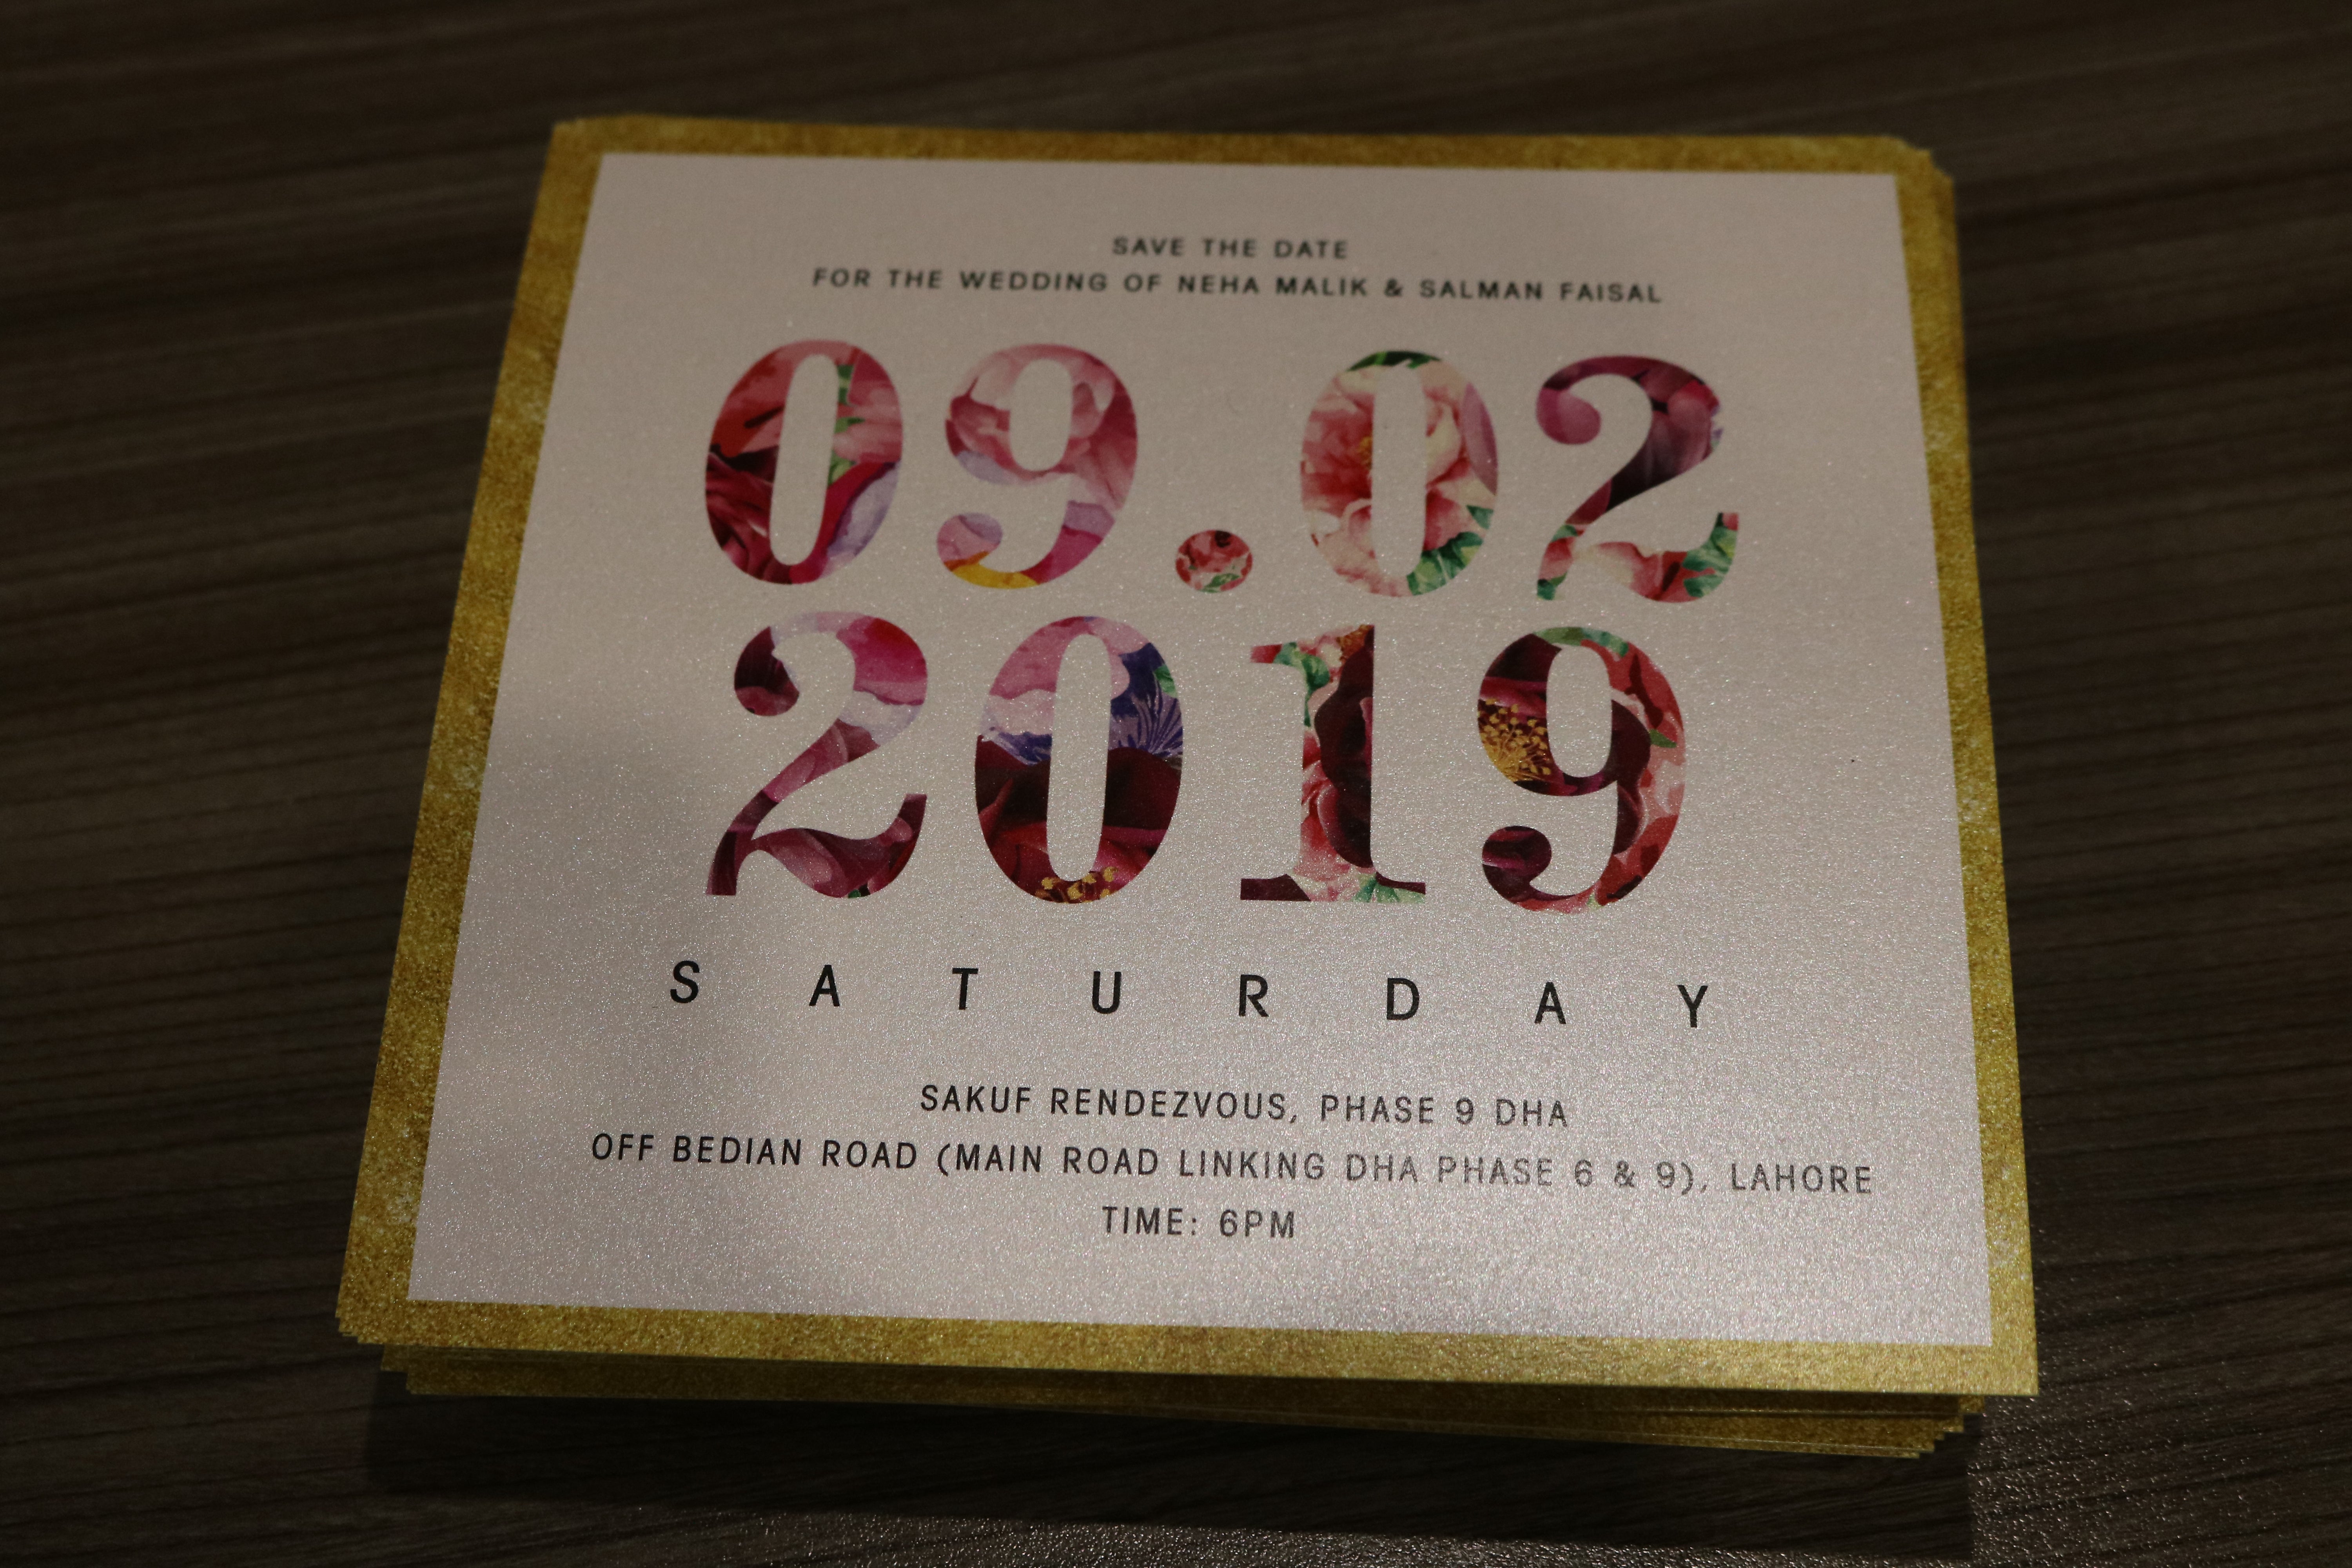 SAVE THE DATE
FOR THE WEDDING OF NEHA MALIK & SALMAN FAISAL
09.02
2019
SATURDAY
SAKUF RENDEZVOUS, PHASE 9 DHA
OFF BEDIAN ROAD (MAIN ROAD LINKING DHA PHASE 6 & 9), LAHORE
TIME: 6PM